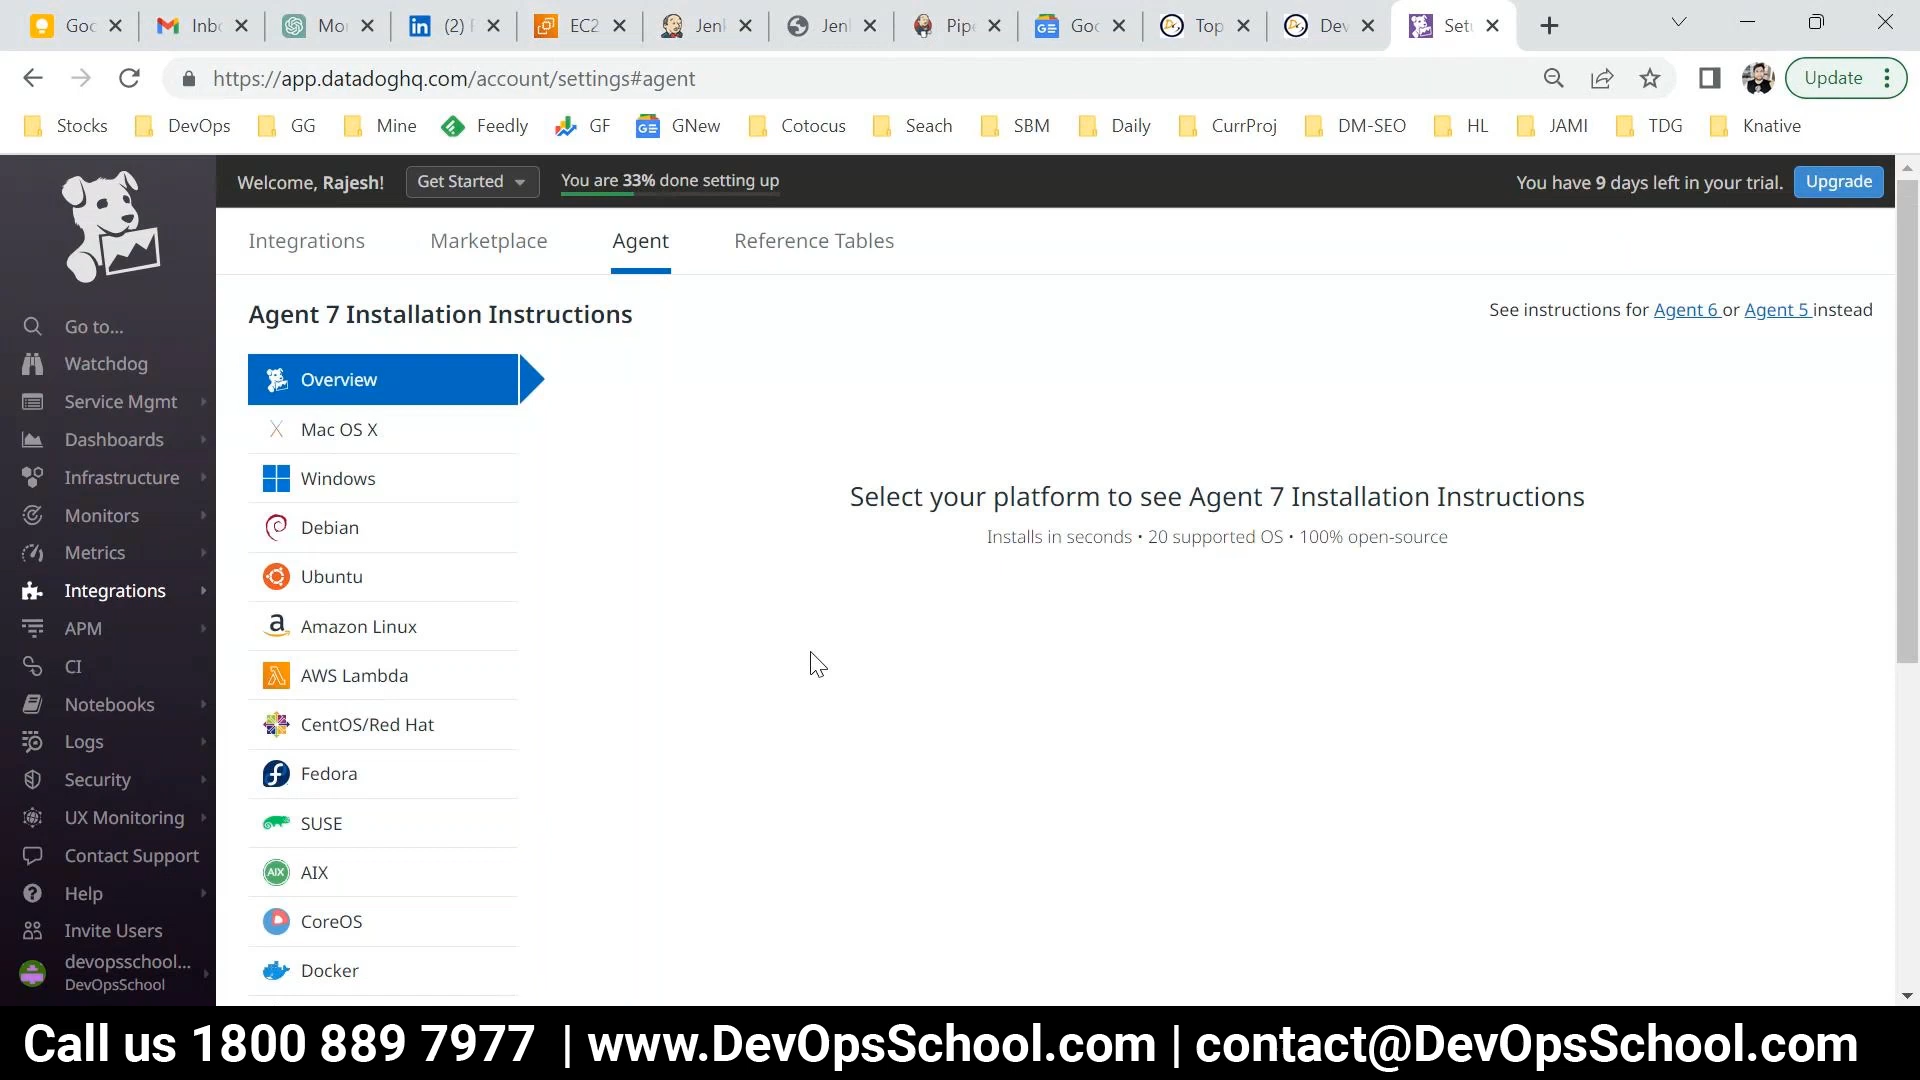 Goo Inbo Mor (2) F EC2 Jenk Jenk Pipe Goo Top Dev Setu
https://app.datadoghq.com/account/settings#agent Update
Stocks DevOps GG Mine Feedly GF GNew Cotocus Seach SBM Daily CurrProj DM-SEO HL JAMI TDG Knative
Welcome, Rajesh! Get Started You are 33% done setting up You have 9 days left in your trial. Upgrade
Integrations Marketplace Agent Reference Tables
Agent 7 Installation Instructions
See instructions for Agent 6 or Agent 5 instead
Go to...
Watchdog
Service Mgmt
Dashboards
Infrastructure
Monitors
Metrics
Integrations
APM
CI
Notebooks
Logs
Security
UX Monitoring
Contact Support
Help
Invite Users
devopsschool...
DevOpsSchool
Overview
Mac OS X
Windows
Debian
Ubuntu
Amazon Linux
AWS Lambda
CentOS/Red Hat
Fedora
SUSE
AIX
CoreOS
Docker
Select your platform to see Agent 7 Installation Instructions
Installs in seconds • 20 supported OS • 100% open-source
Call us 1800 889 7977 | www.DevOpsSchool.com | contact@DevOpsSchool.com